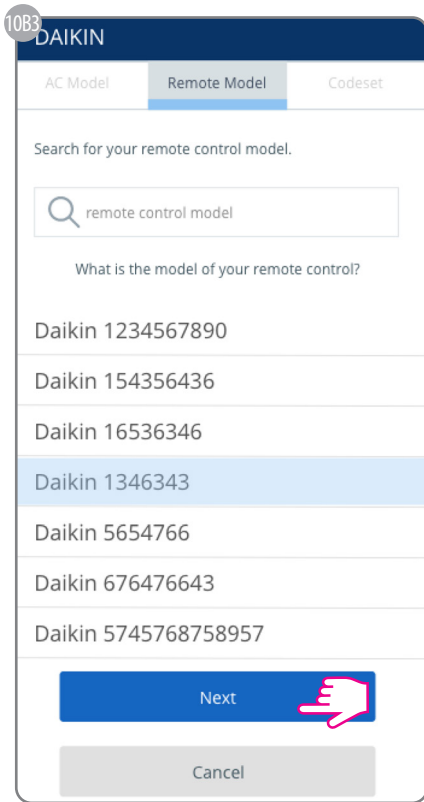 10B3
DAIKIN
AC Model
Remote Model
Codeset
Search for your remote control model.
remote control model
What is the model of your remote control?
Daikin 1234567890
Daikin 154356436
Daikin 16536346
Daikin 1346343
Daikin 5654766
Daikin 676476643
Daikin 5745768758957
Next
Cancel